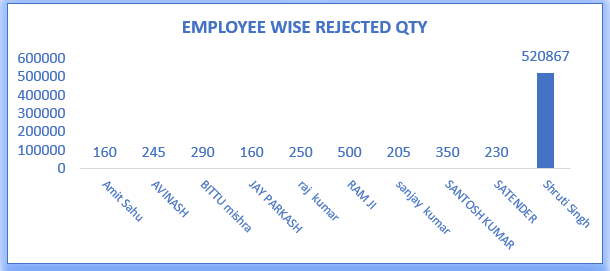 EMPLOYEE WISE REJECTED QTY
600000
500000
400000
300000
200000
100000
0
160
245
290
160
250
500
205
350
230
520867
Amit Sahu
AVINASH
BITTU mishra
JAY PARKASH
raj kumar
RAM JI
sanjay kumar
SANTOSH KUMAR
SATENDER
Shruti Singh